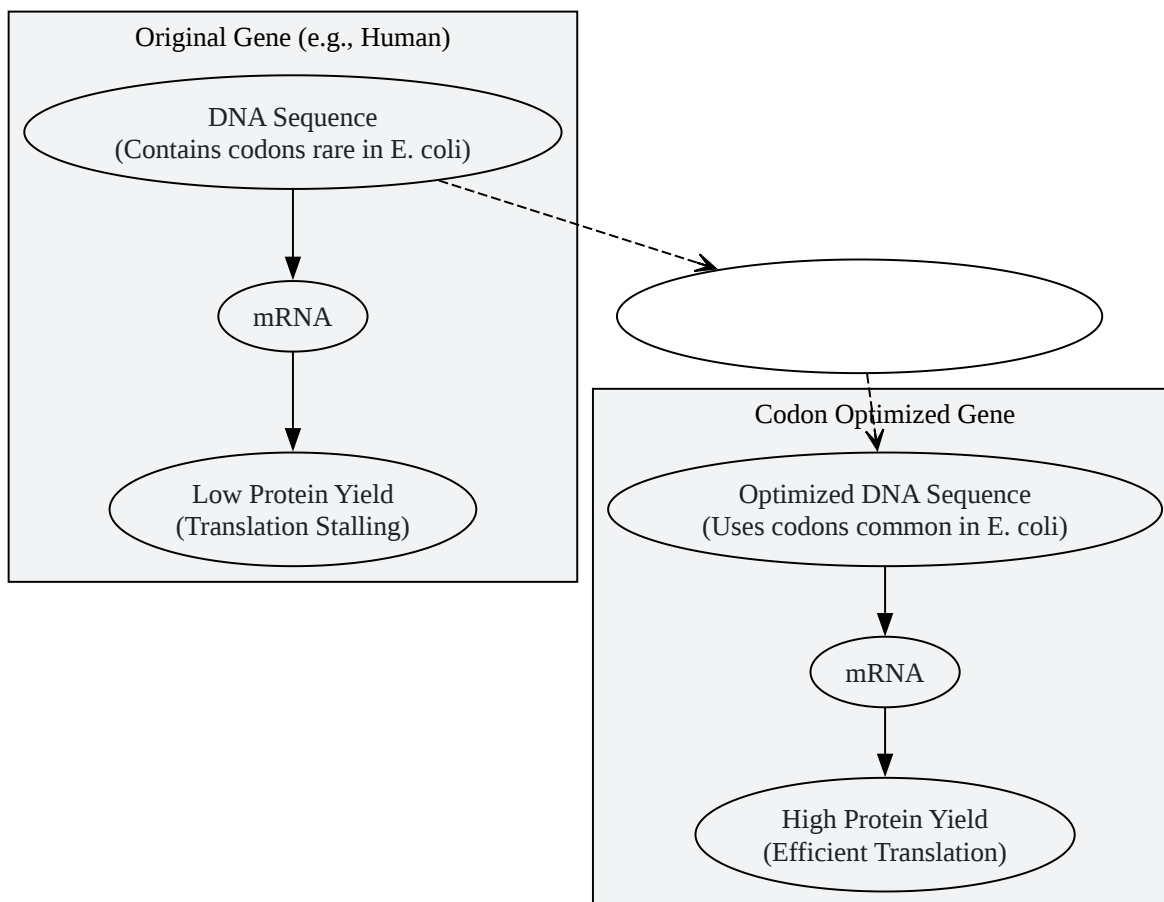 Original Gene (e.g., Human)
DNA Sequence
(Contains codons rare in E. coli)
mRNA
Low Protein Yield
(Translation Stalling)
Codon Optimized Gene
Optimized DNA Sequence
(Uses codons common in E. coli)
mRNA
High Protein Yield
(Efficient Translation)